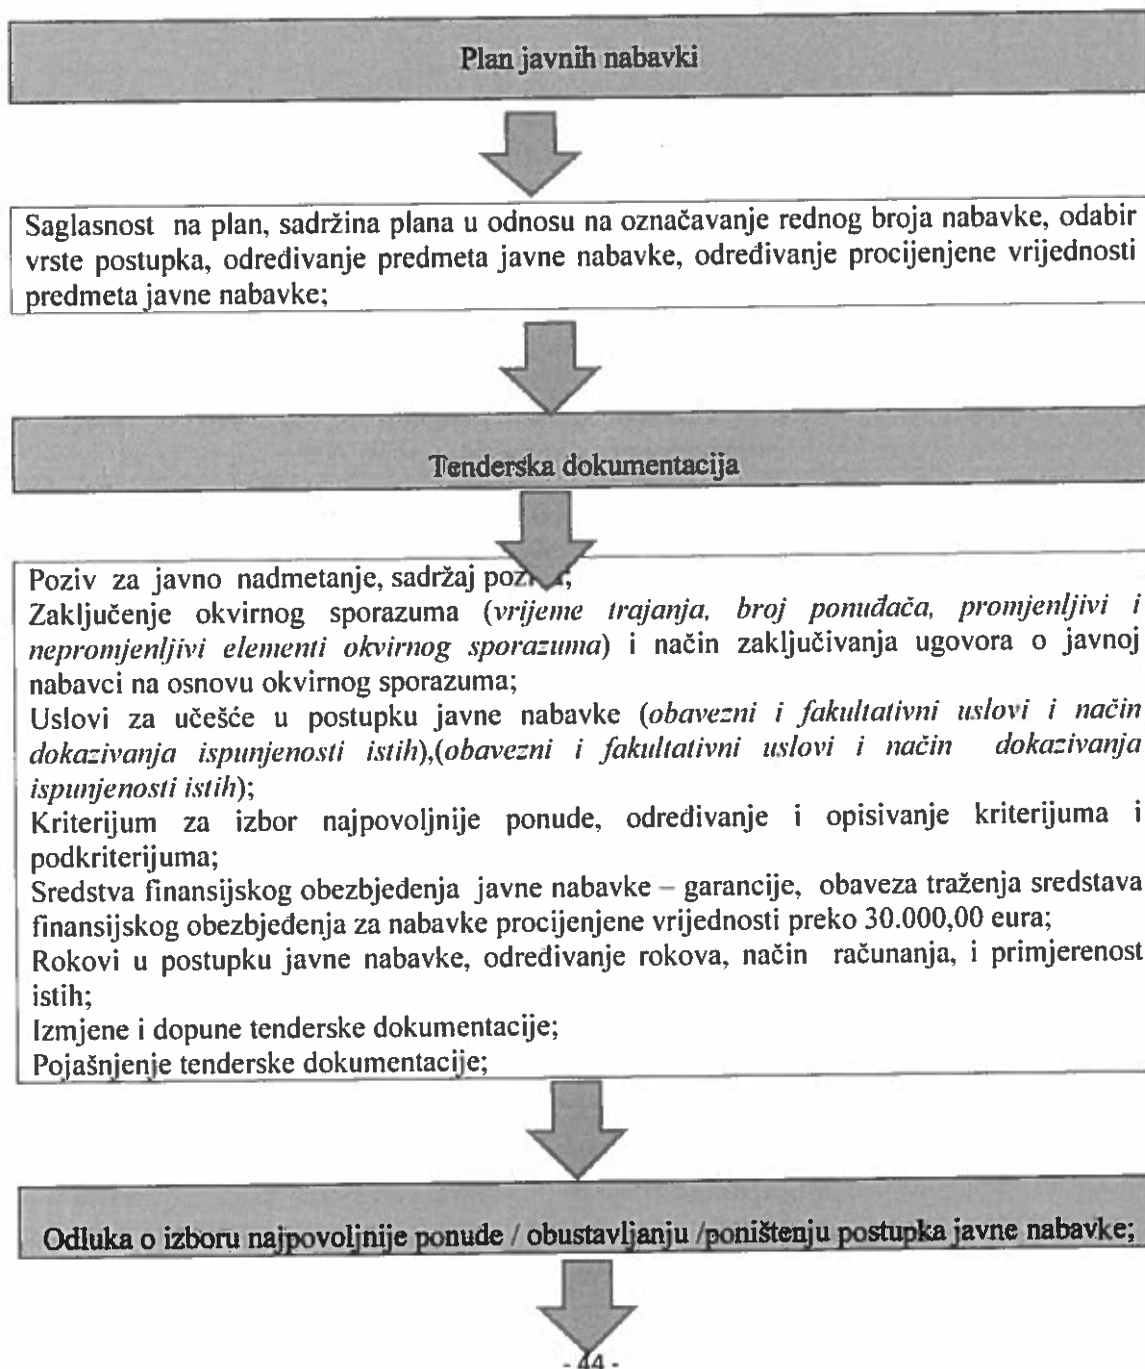 Plan javnih nabavki
Saglasnost na plan, sadržina plana u odnosu na označavanje rednog broja nabavke, odabir
vrste postupka, određivanje predmeta javne nabavke, određivanje procijenjene vrijednosti
predmeta javne nabavke;
Tenderska dokumentacija
Poziv za javno nadmetanje, sadržaj
Zaključenje okvirnog sporazuma (vrijeme trajanja, broj ponuđača, promjenljivi i
nepromjenljivi elementi okvirnog sporazuma) i način zaključivanja ugovora o javnoj
nabavci na osnovu okvirnog sporazuma;
Uslovi za učešće u postupku javne nabavke (obavezni i fakultativni uslovi i način
dokazivanja ispunjenosti istih),(obavezni i fakultativni uslovi i način dokazivanja
ispunjenosti istih);
Kriterijum za izbor najpovoljnije ponude, određivanje i opisivanje kriterijuma i
podkriterijuma;
Sredstva finansijskog obezbjeđenja javne nabavke – garancije, obaveza traženja sredstava
finansijskog obezbjeđenja za nabavke procijenjene vrijednosti preko 30.000,00 eura;
Rokovi u postupku javne nabavke, određivanje rokova, način računanja, i primjerenost
istih;
Izmjene i dopune tenderske dokumentacije;
Pojašnjenje tenderske dokumentacije;
Odluka o izboru najpovoljnije ponude / obustavljanju /poništenju postupka javne nabavke;
- 44 -